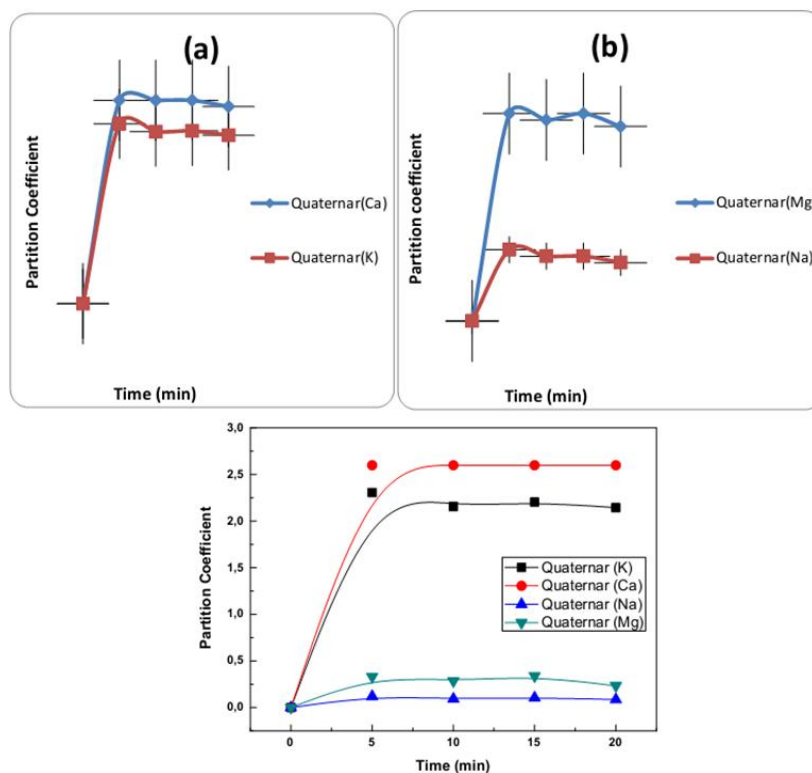 (a)
Partition Coefficient
Quaternar(Ca)
Quaternar(K)
Time (min)
(b)
Partition coefficient
Quaternar(Mg
Quaternar(Na)
Time (min)
3,0
2,5
2,0
1,5
1,0
0,5
0,0
Partition Coefficient
Quaternar (K)
Quaternar (Ca)
Quaternar (Na)
Quaternar (Mg)
0 5 10 15 20
Time (min)